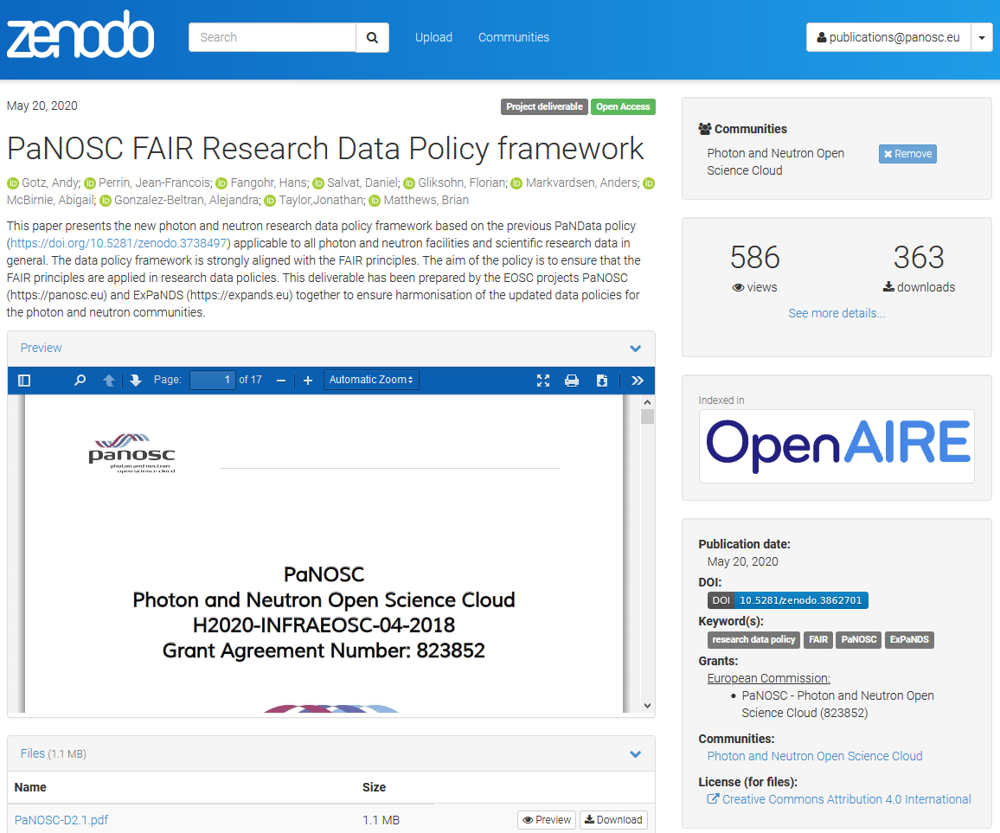 zenodo
Search
Upload
Communities
publications@panosc.eu
May 20, 2020
Project deliverable
Open Access
PaNOSC FAIR Research Data Policy framework
Gotz, Andy; Perrin, Jean-Francois; Fangohr, Hans; Salvat, Daniel; Gliksohn, Florian; Markvardsen, Anders;
McBirnie, Abigail; Gonzalez-Beltran, Alejandra; Taylor,Jonathan; Matthews, Brian
This paper presents the new photon and neutron research data policy framework based on the previous PaNData policy
(https://doi.org/10.5281/zenodo.3738497) applicable to all photon and neutron facilities and scientific research data in
general. The data policy framework is strongly aligned with the FAIR principles. The aim of the policy is to ensure that the
FAIR principles are applied in research data policies. This deliverable has been prepared by the EOSC projects PaNOSC
(https://panosc.eu) and ExPaNDS (https://expands.eu) together to ensure harmonisation of the updated data policies for
the photon and neutron communities.
Preview
Page: 1 of 17
Automatic Zoom
panosc
photon and neutron
open science cloud
PaNOSC
Photon and Neutron Open Science Cloud
H2020-INFRAEOSC-04-2018
Grant Agreement Number: 823852
Files (1.1 MB)
Name Size
PaNOSC-D2.1.pdf 1.1 MB Preview Download
Communities
Photon and Neutron Open
Science Cloud
Remove
586 363
views downloads
See more details...
Indexed in
OpenAIRE
Publication date:
May 20, 2020
DOI:
DOI 10.5281/zenodo.3862701
Keyword(s):
research data policy FAIR PaNOSC ExPaNDS
Grants:
European Commission:
• PaNOSC - Photon and Neutron Open
Science Cloud (823852)
Communities:
Photon and Neutron Open Science Cloud
License (for files):
Creative Commons Attribution 4.0 International